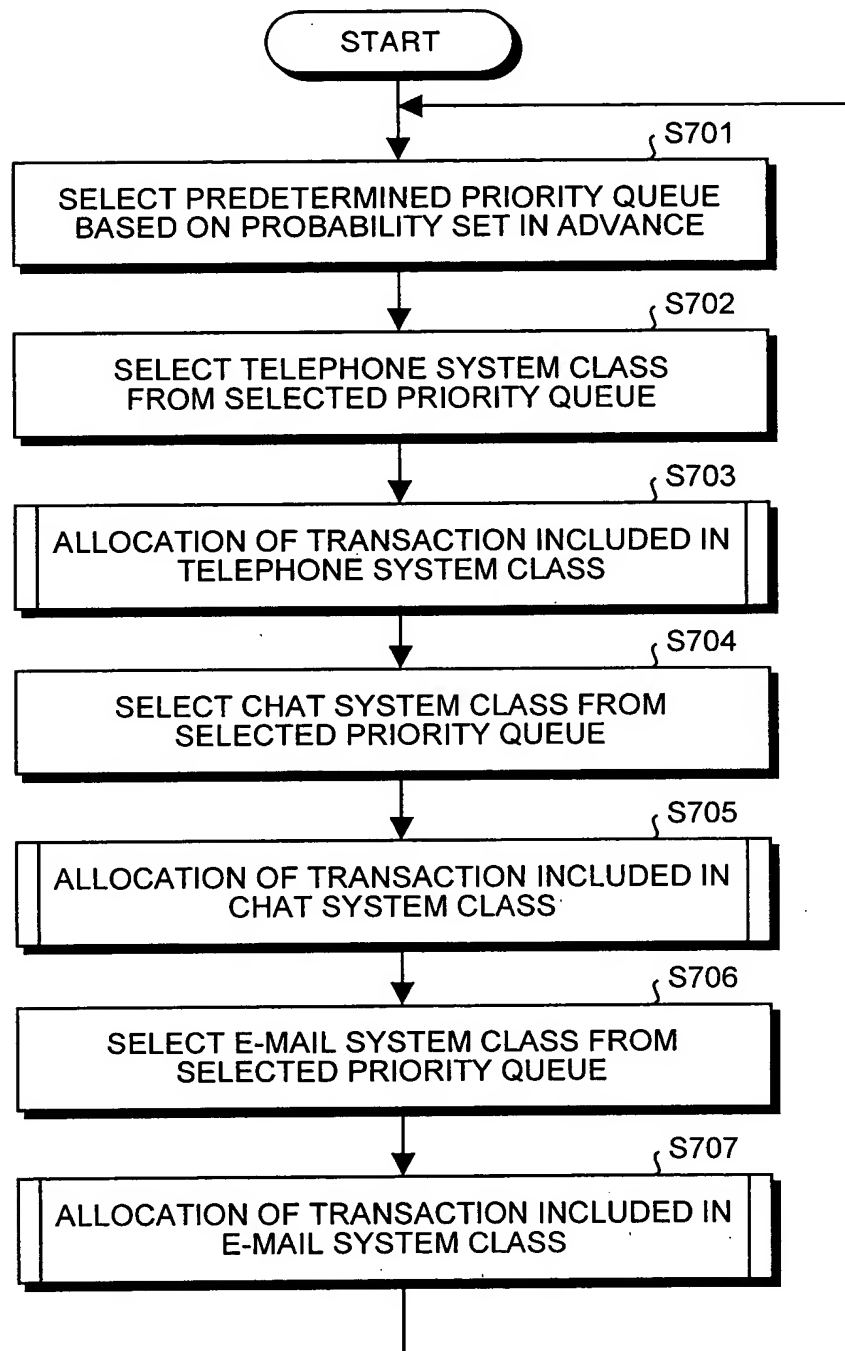 START
S701
SELECT PREDETERMINED PRIORITY QUEUE
BASED ON PROBABILITY SET IN ADVANCE
S702
SELECT TELEPHONE SYSTEM CLASS
FROM SELECTED PRIORITY QUEUE
S703
ALLOCATION OF TRANSACTION INCLUDED IN
TELEPHONE SYSTEM CLASS
S704
SELECT CHAT SYSTEM CLASS FROM
SELECTED PRIORITY QUEUE
S705
ALLOCATION OF TRANSACTION INCLUDED IN
CHAT SYSTEM CLASS
S706
SELECT E-MAIL SYSTEM CLASS FROM
SELECTED PRIORITY QUEUE
S707
ALLOCATION OF TRANSACTION INCLUDED IN
E-MAIL SYSTEM CLASS